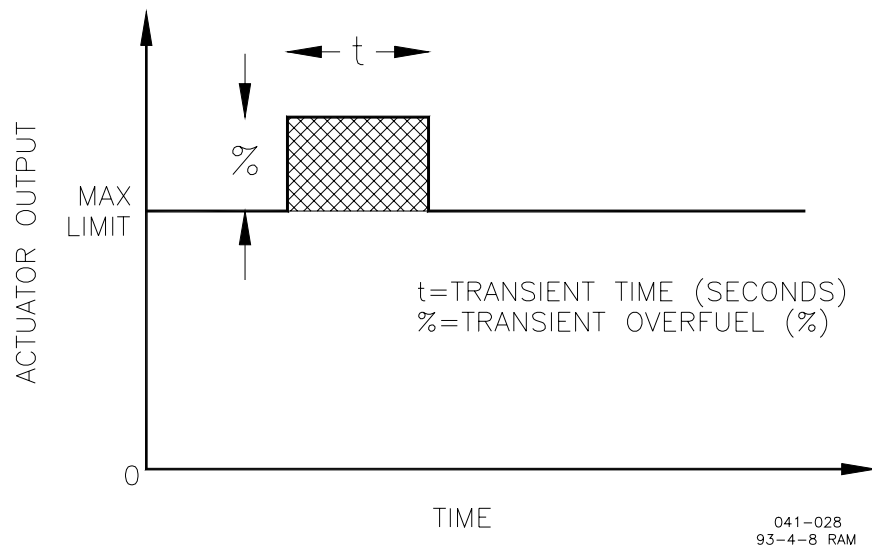 t
%
ACTUATOR OUTPUT
MAX
LIMIT
t=TRANSIENT TIME (SECONDS)
%=TRANSIENT OVERFUEL (%)
0
TIME
041-028
93-4-8 RAM